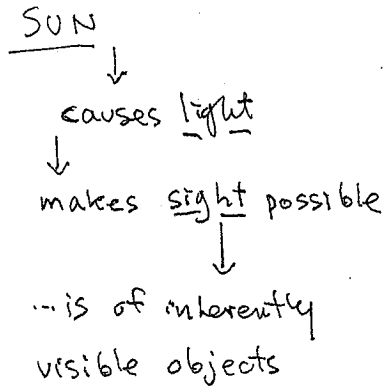 SUN
causes light
makes sight possible
...is of inherently
visible objects